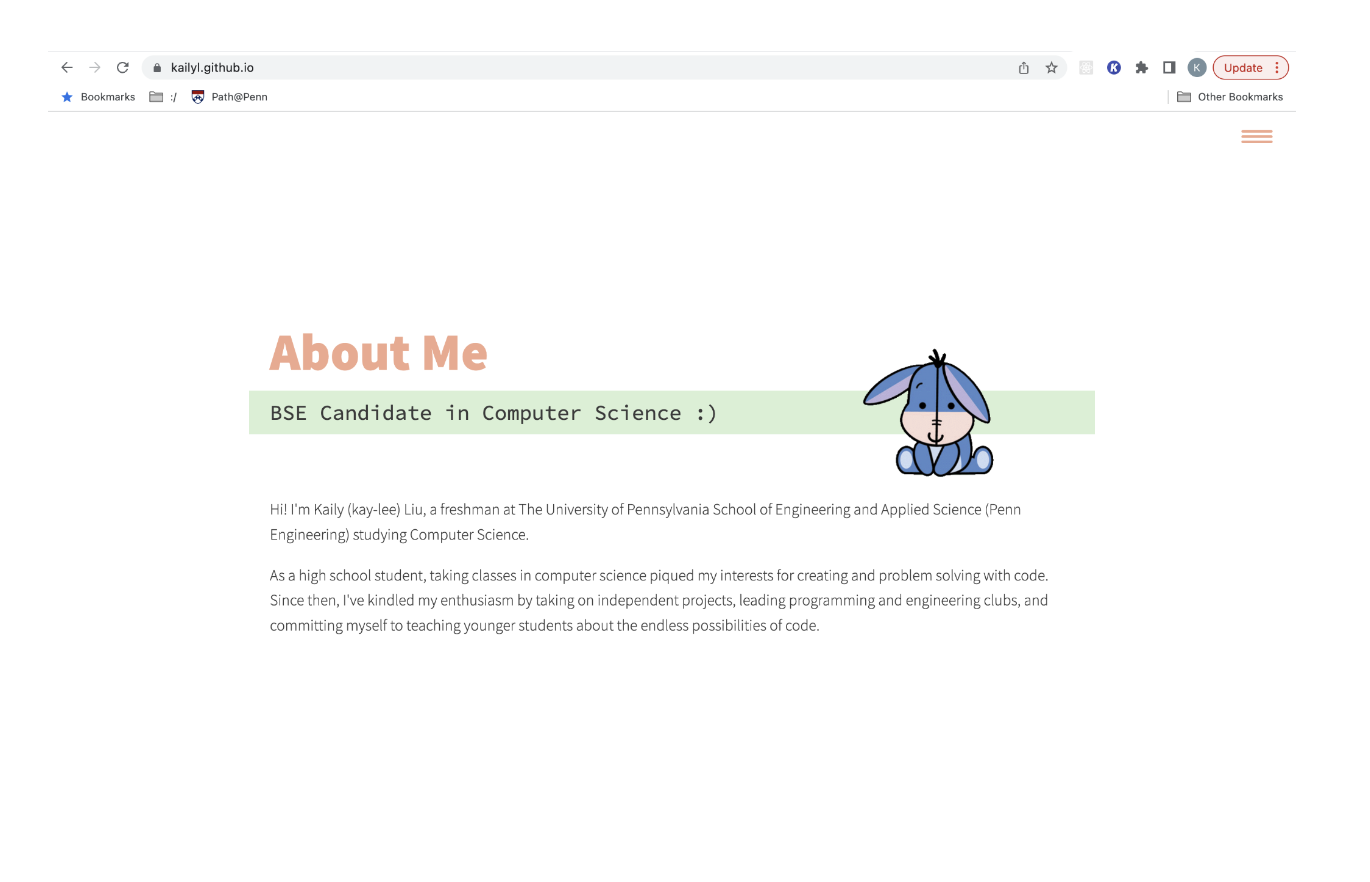 kailyl.github.io
K
K
Update
Bookmarks
:/
Path@Penn
Other Bookmarks
About Me
BSE Candidate in Computer Science :)
Hi! I'm Kaily (kay-lee) Liu, a freshman at The University of Pennsylvania School of Engineering and Applied Science (Penn
Engineering) studying Computer Science.
As a high school student, taking classes in computer science piqued my interests for creating and problem solving with code.
Since then, I've kindled my enthusiasm by taking on independent projects, leading programming and engineering clubs, and
committing myself to teaching younger students about the endless possibilities of code.